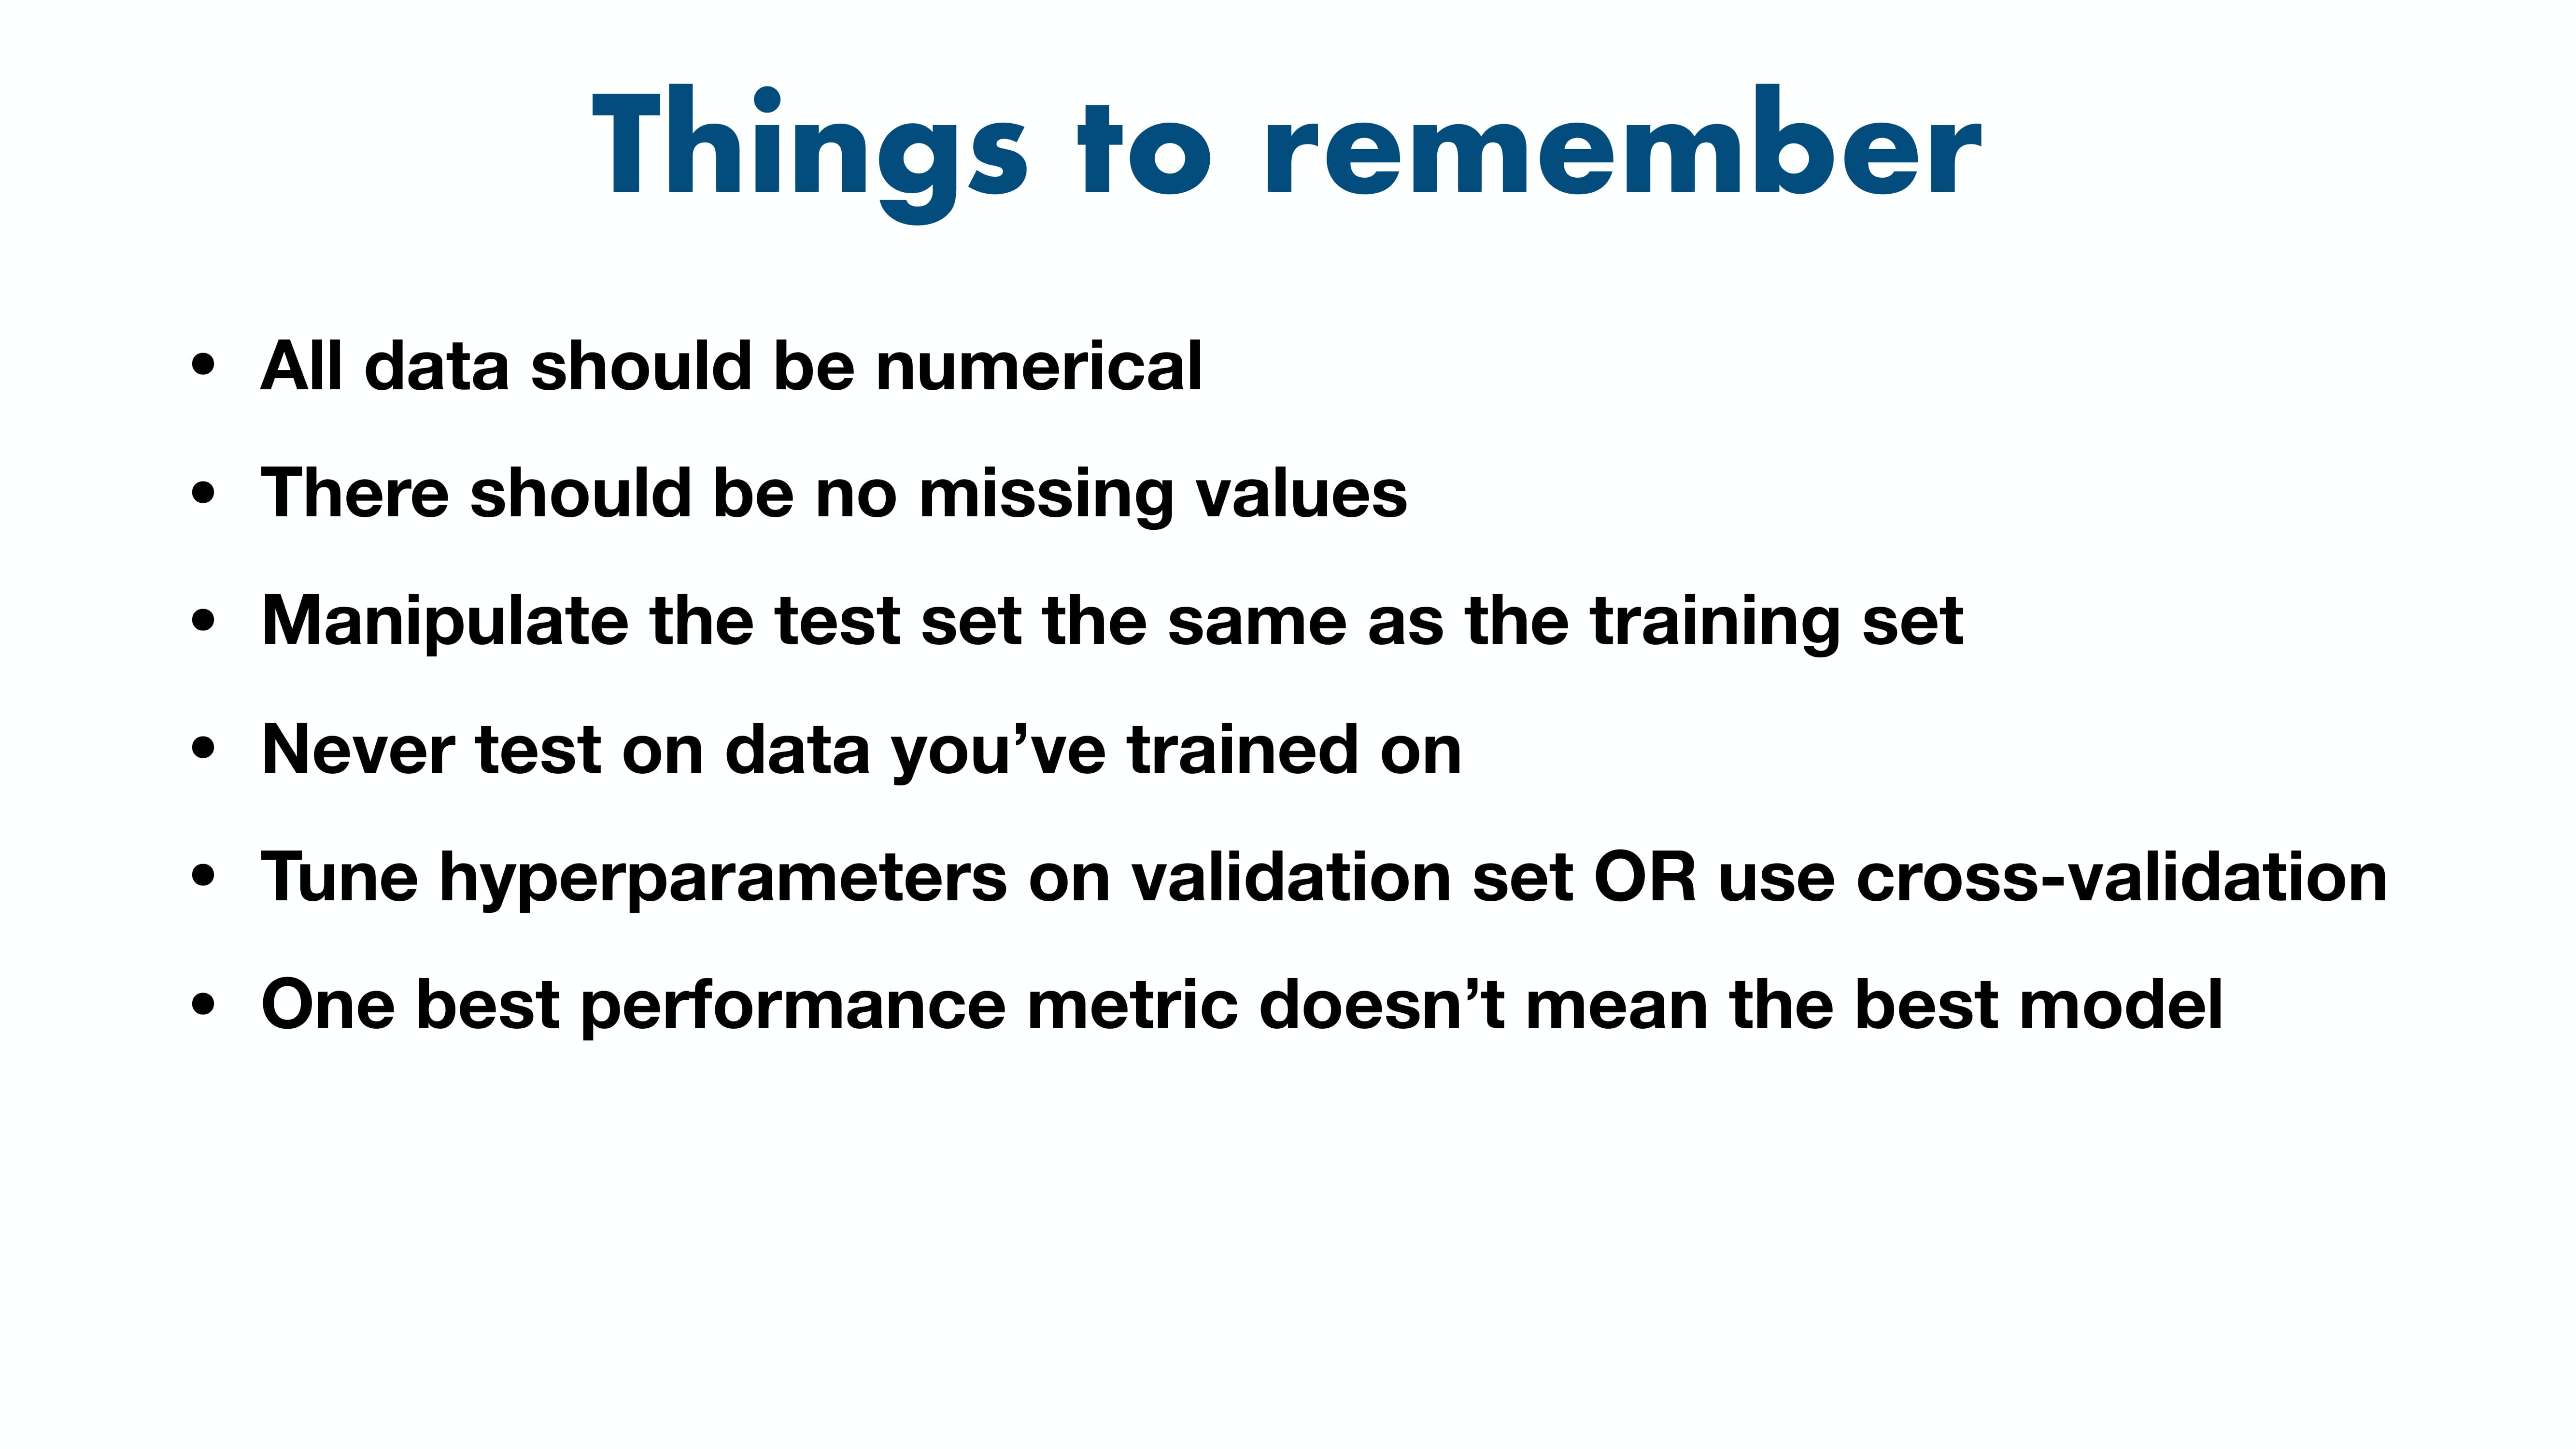 Things to remember
• All data should be numerical
• There should be no missing values
• Manipulate the test set the same as the training set
• Never test on data you’ve trained on
• Tune hyperparameters on validation set OR use cross-validation
• One best performance metric doesn’t mean the best model